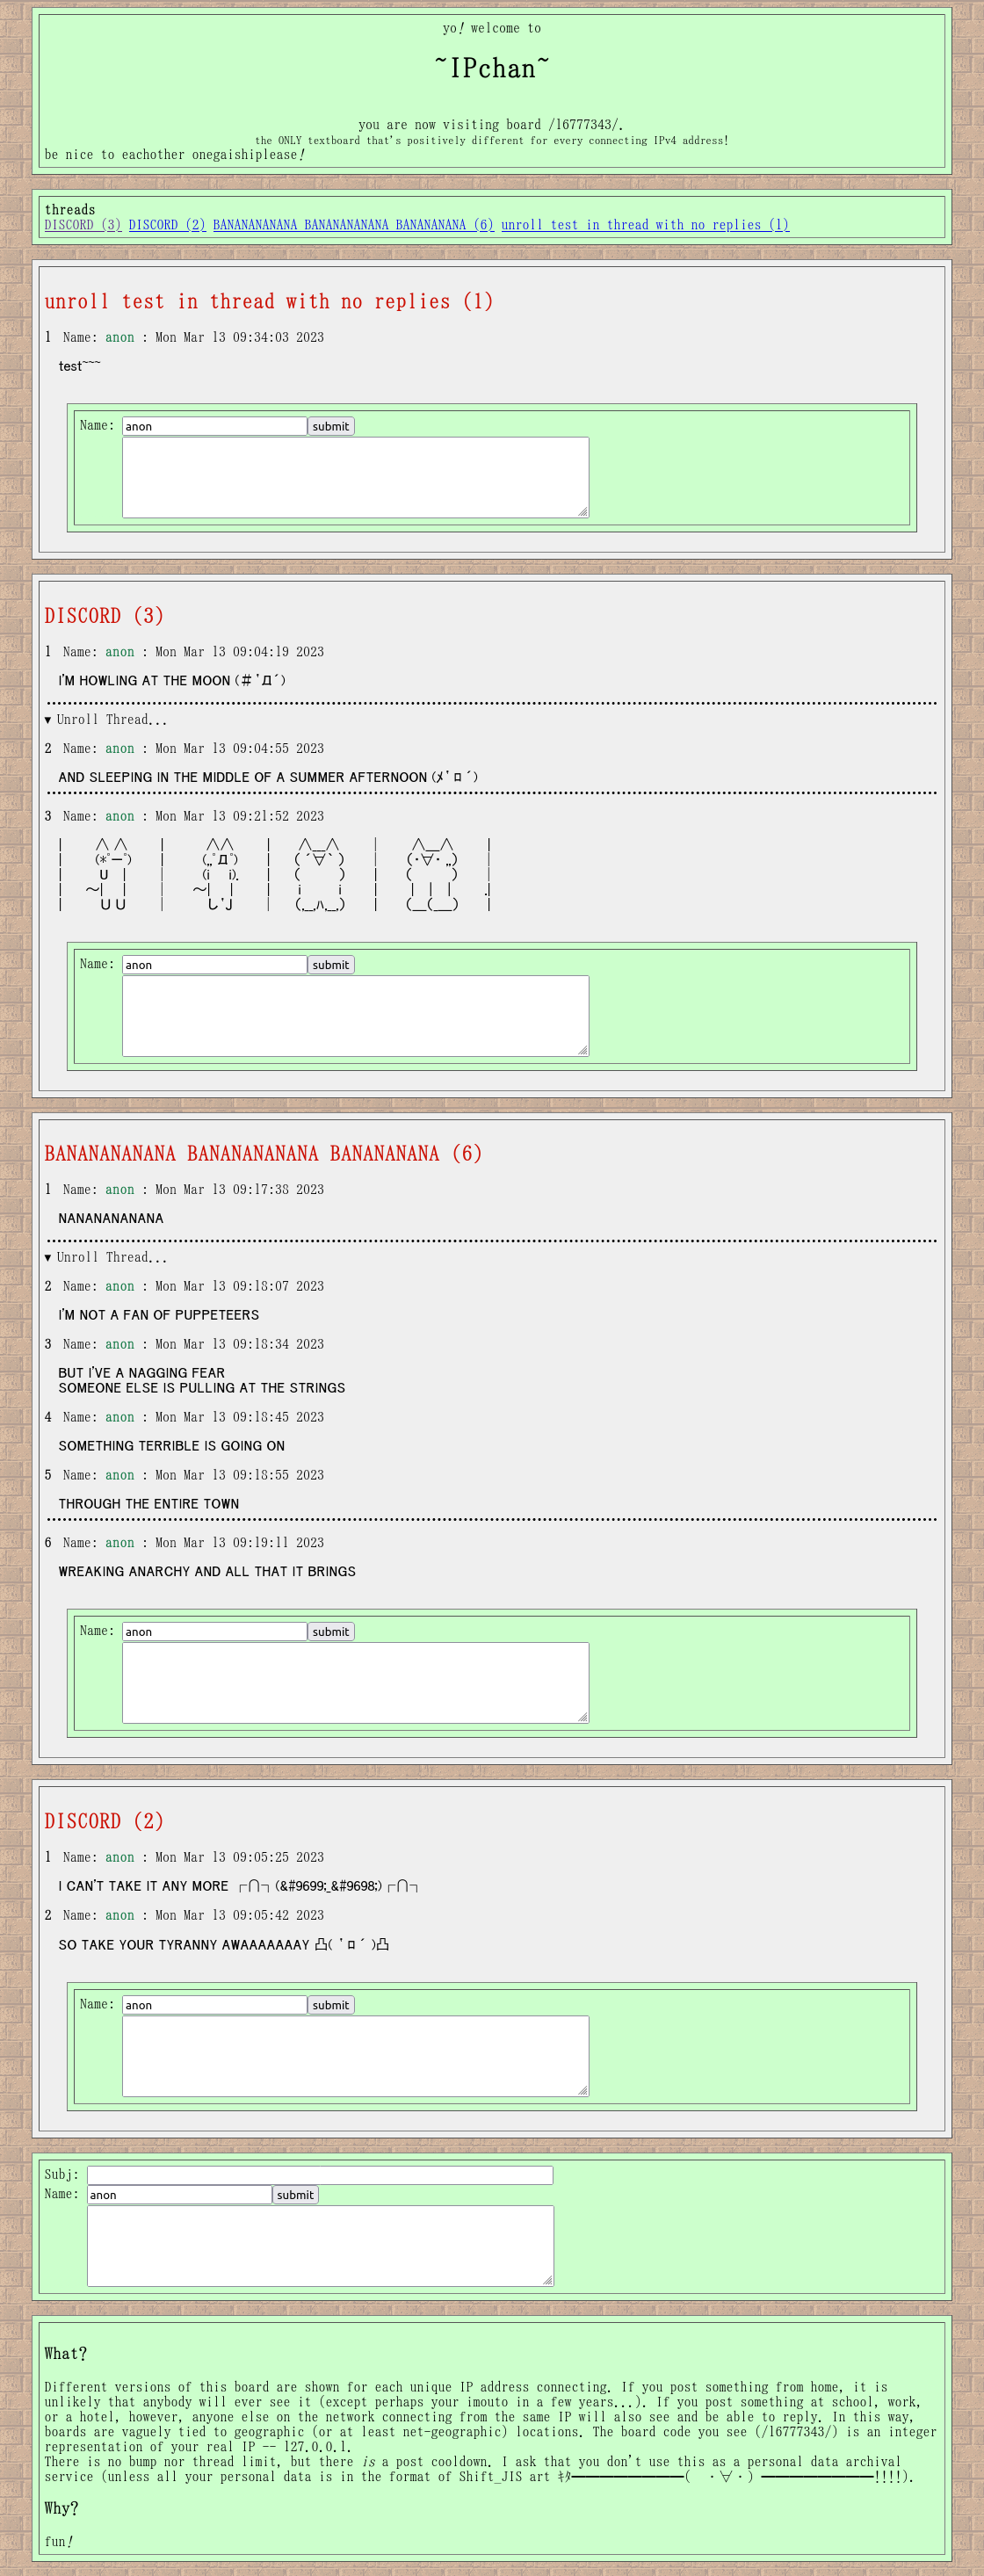 yo! welcome to
~IPchan~
you are now visiting board /16777343/.
the ONLY textboard that's positively different for every connecting IPv4 address!
be nice to eachother onegaishiplease!
threads
DISCORD (3) DISCORD (2) BANANANANANA BANANANANANA BANANANANA (6) unroll test in thread with no replies (1)
unroll test in thread with no replies (1)
1 Name: anon : Mon Mar 13 09:34:03 2023
test~~~
Name: anon submit
DISCORD (3)
1 Name: anon : Mon Mar 13 09:04:19 2023
I'M HOWLING AT THE MOON (＃ﾟДﾟ)
▼ Unroll Thread...
2 Name: anon : Mon Mar 13 09:04:55 2023
AND SLEEPING IN THE MIDDLE OF A SUMMER AFTERNOON (ﾒﾟﾛﾟ)
3 Name: anon : Mon Mar 13 09:21:52 2023
|　　 ∧ ∧　　|　　　∧∧　　 |　　∧__∧　　|　　 ∧__∧　　 |
|　　 (*ﾟーﾟ)　　|　　 (,,ﾟДﾟ)　　|　 （ ´∀｀）　 |　　（・∀・,,）　 |
|　　 U　|　　 |　　 (i　i).　 |　 （　　　）　 |　　（　　　）　 |
|　 ～|　|　　 |　 ～|　|　　 |　　i　　 i　　 |　　 |　|　|　　.|
|　　 U U　　 |　　 し'J　　 |　 （,__,ﾊ,__,）　 |　　（__（__）　 |
Name: anon submit
BANANANANANA BANANANANANA BANANANANA (6)
1 Name: anon : Mon Mar 13 09:17:38 2023
NANANANANANA
▼ Unroll Thread...
2 Name: anon : Mon Mar 13 09:18:07 2023
I'M NOT A FAN OF PUPPETEERS
3 Name: anon : Mon Mar 13 09:18:34 2023
BUT I'VE A NAGGING FEAR
SOMEONE ELSE IS PULLING AT THE STRINGS
4 Name: anon : Mon Mar 13 09:18:45 2023
SOMETHING TERRIBLE IS GOING ON
5 Name: anon : Mon Mar 13 09:18:55 2023
THROUGH THE ENTIRE TOWN
6 Name: anon : Mon Mar 13 09:19:11 2023
WREAKING ANARCHY AND ALL THAT IT BRINGS
Name: anon submit
DISCORD (2)
1 Name: anon : Mon Mar 13 09:05:25 2023
I CAN'T TAKE IT ANY MORE ┌∩┐(&#9699;_&#9698;)┌∩┐
2 Name: anon : Mon Mar 13 09:05:42 2023
SO TAKE YOUR TYRANNY AWAAAAAAAY 凸( ﾟﾛﾟ)凸
Name: anon submit
Subj:
Name: anon submit
What?
Different versions of this board are shown for each unique IP address connecting. If you post something from home, it is
unlikely that anybody will ever see it (except perhaps your imouto in a few years...). If you post something at school, work,
or a hotel, however, anyone else on the network connecting from the same IP will also see and be able to reply. In this way,
boards are vaguely tied to geographic (or at least net-geographic) locations. The board code you see (/16777343/) is an integer
representation of your real IP -- 127.0.0.1.
There is no bump nor thread limit, but there is a post cooldown. I ask that you don't use this as a personal data archival
service (unless all your personal data is in the format of Shift_JIS art ｷﾀ━━━━━━━━(　・∀・) ━━━━━━━━!!!!).
Why?
fun!